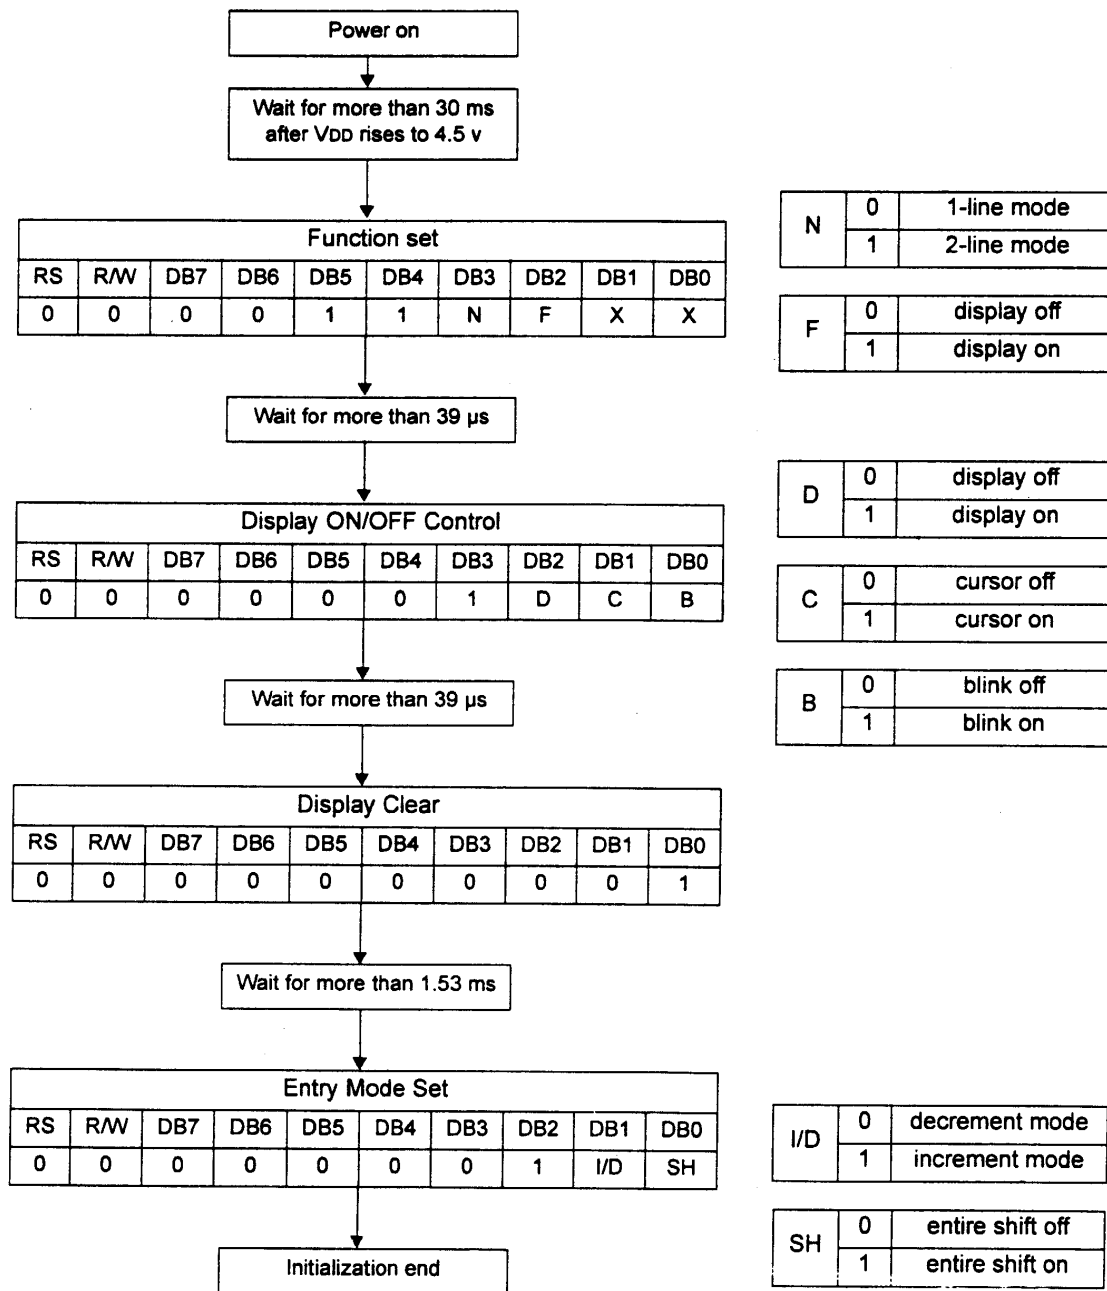 Power on
Wait for more than 30 ms
after VDD rises to 4.5 v
Function set
RS R/W DB7 DB6 DB5 DB4 DB3 DB2 DB1 DB0
0 0 0 0 1 1 N F X X
N 0 1-line mode
1 2-line mode
F 0 display off
1 display on
Wait for more than 39 µs
Display ON/OFF Control
RS R/W DB7 DB6 DB5 DB4 DB3 DB2 DB1 DB0
0 0 0 0 0 0 1 D C B
D 0 display off
1 display on
C 0 cursor off
1 cursor on
B 0 blink off
1 blink on
Wait for more than 39 µs
Display Clear
RS R/W DB7 DB6 DB5 DB4 DB3 DB2 DB1 DB0
0 0 0 0 0 0 0 0 0 1
Wait for more than 1.53 ms
Entry Mode Set
RS R/W DB7 DB6 DB5 DB4 DB3 DB2 DB1 DB0
0 0 0 0 0 0 0 1 I/D SH
I/D 0 decrement mode
1 increment mode
SH 0 entire shift off
1 entire shift on
Initialization end